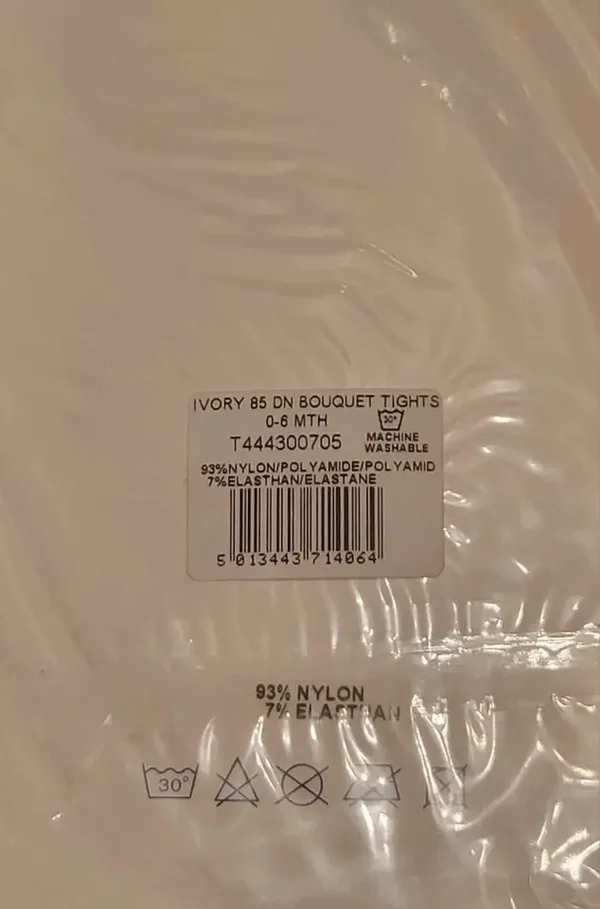 IVORY 85 DN BOUQUET TIGHTS
0-6 MTH
30°
T444300705
MACHINE
WASHABLE
93%NYLON/POLYAMIDE/POLYAMID
7%ELASTHAN/ELASTANE
5 013443 714064
93% NYLON
7% ELASTHAN
30°